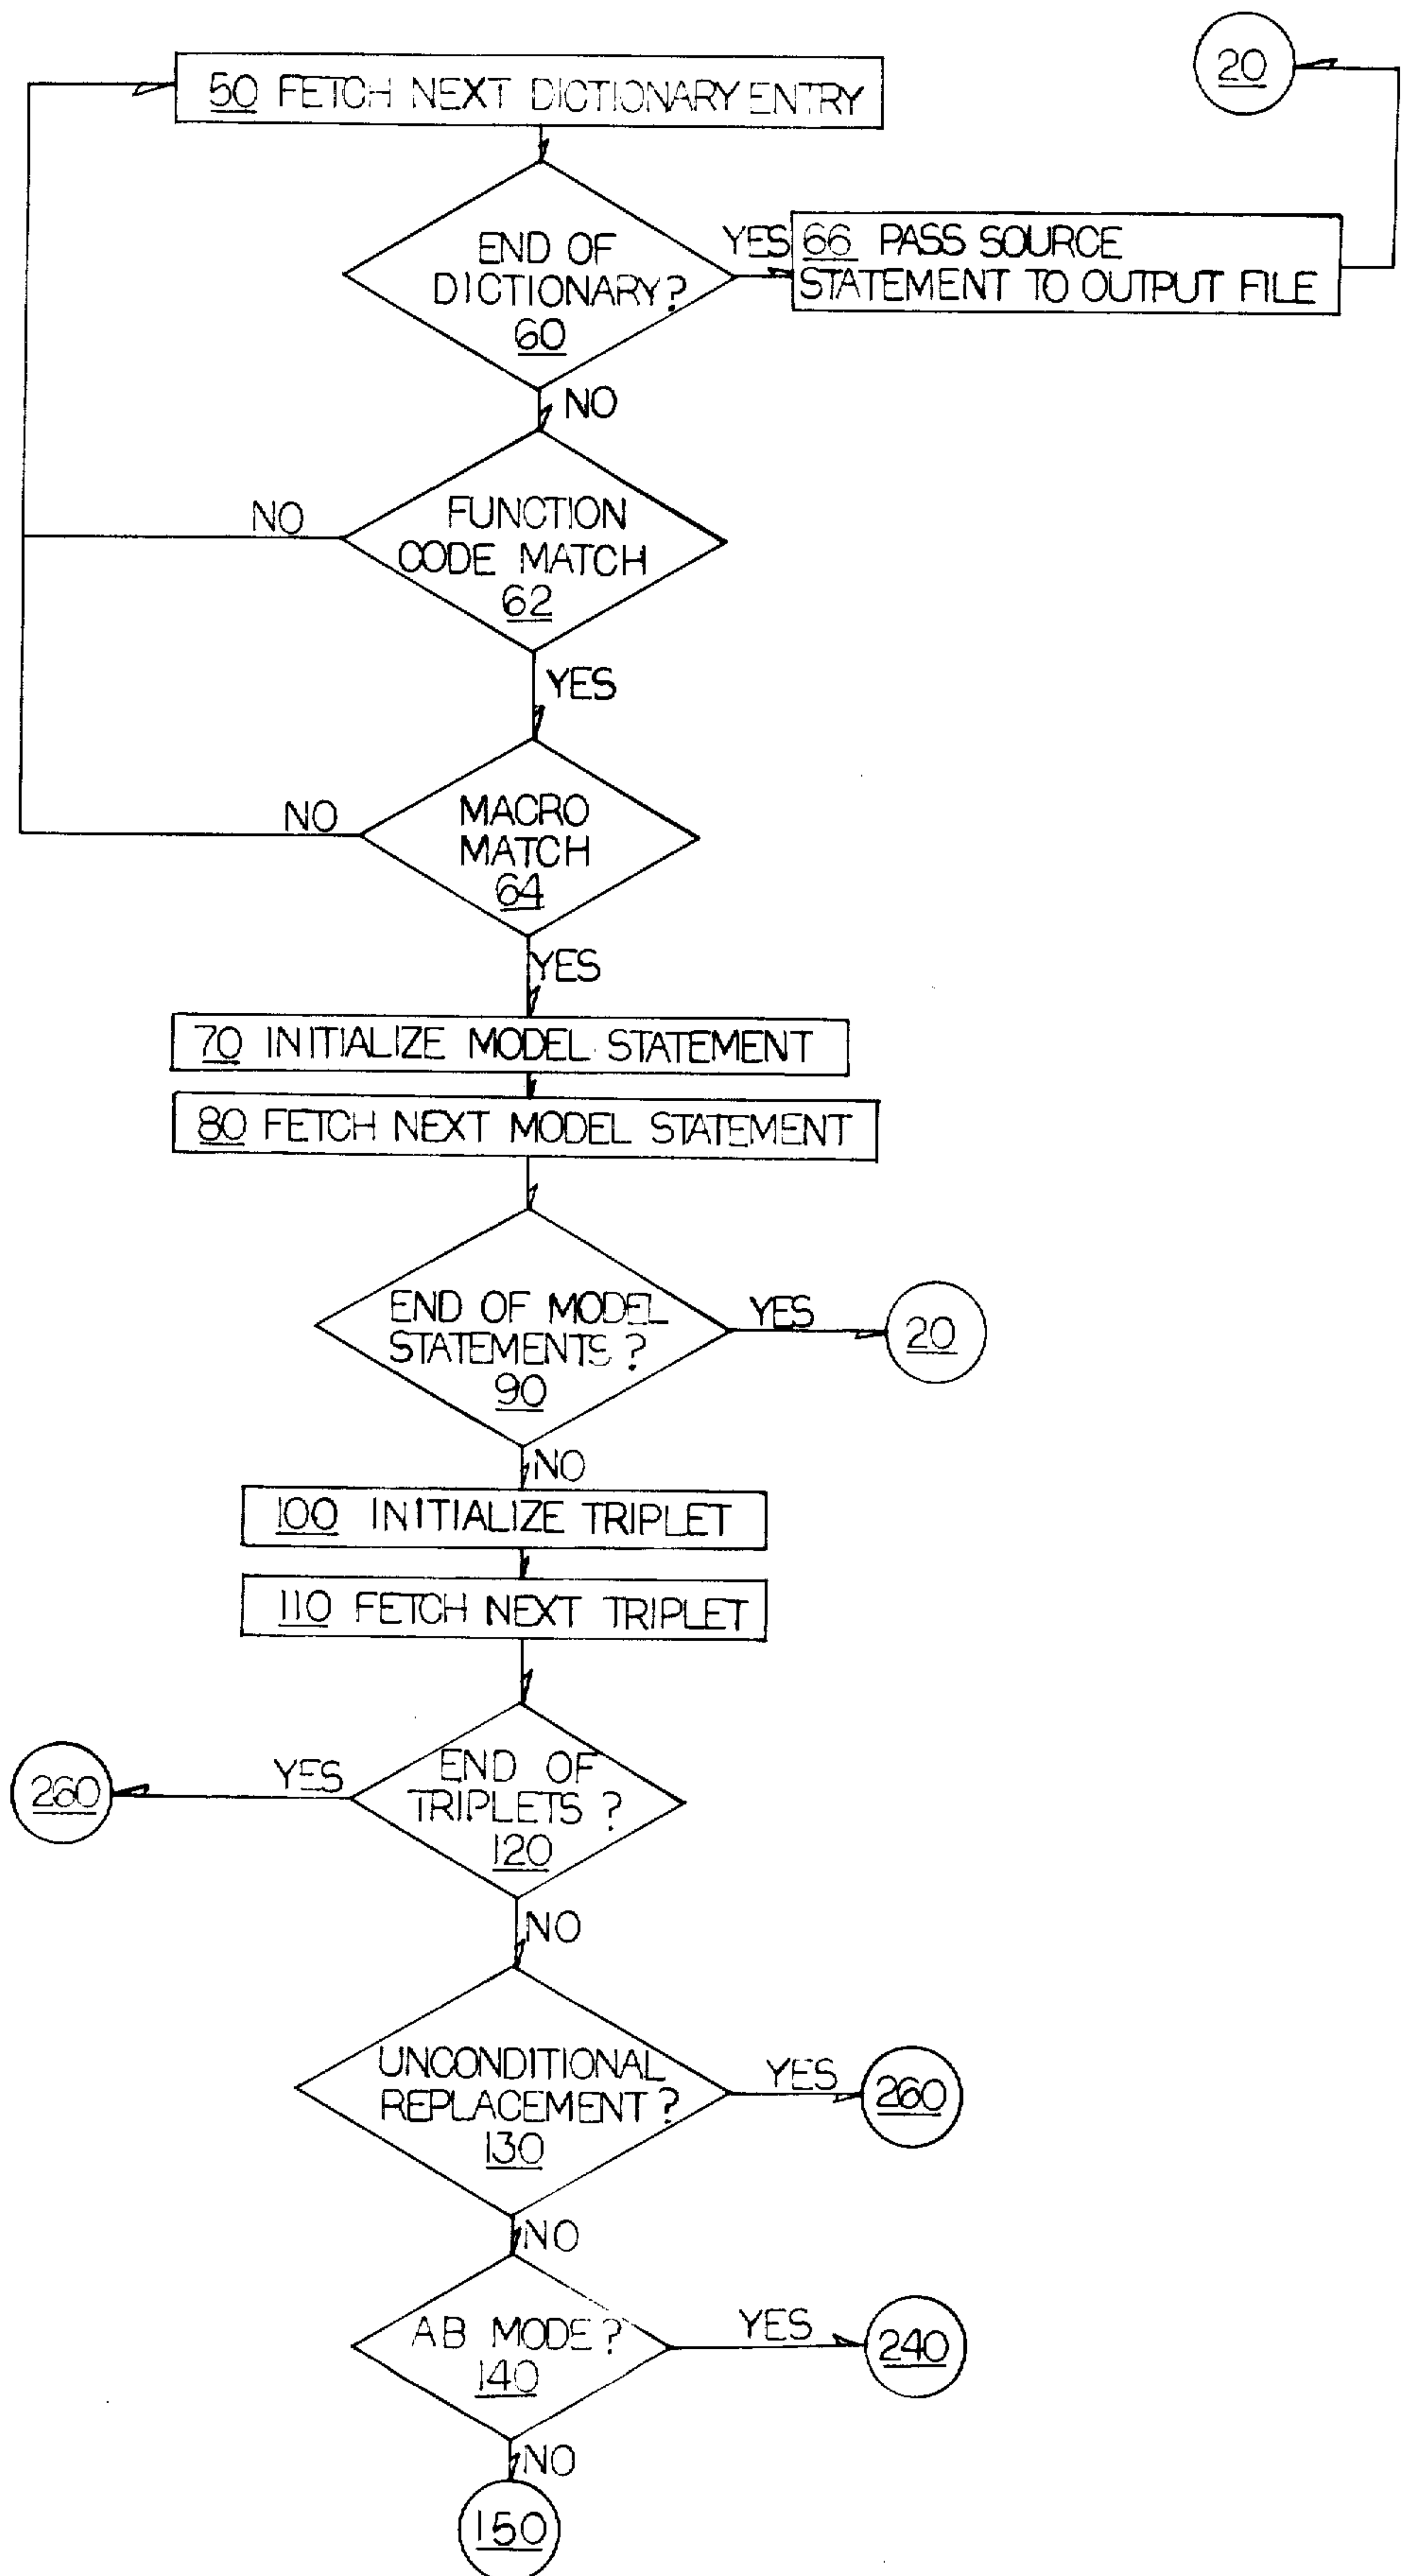 20
50 FETCH NEXT DICTIONARY ENTRY
END OF
DICTIONARY?
60
YES
66 PASS SOURCE
STATEMENT TO OUTPUT FILE
NO
FUNCTION
CODE MATCH
62
NO
YES
MACRO
MATCH
64
NO
YES
70 INITIALIZE MODEL STATEMENT
80 FETCH NEXT MODEL STATEMENT
END OF MODEL
STATEMENTS?
90
YES
20
NO
100 INITIALIZE TRIPLET
110 FETCH NEXT TRIPLET
END OF
TRIPLETS?
120
YES
260
NO
UNCONDITIONAL
REPLACEMENT?
130
YES
260
NO
AB MODE?
140
YES
240
NO
150